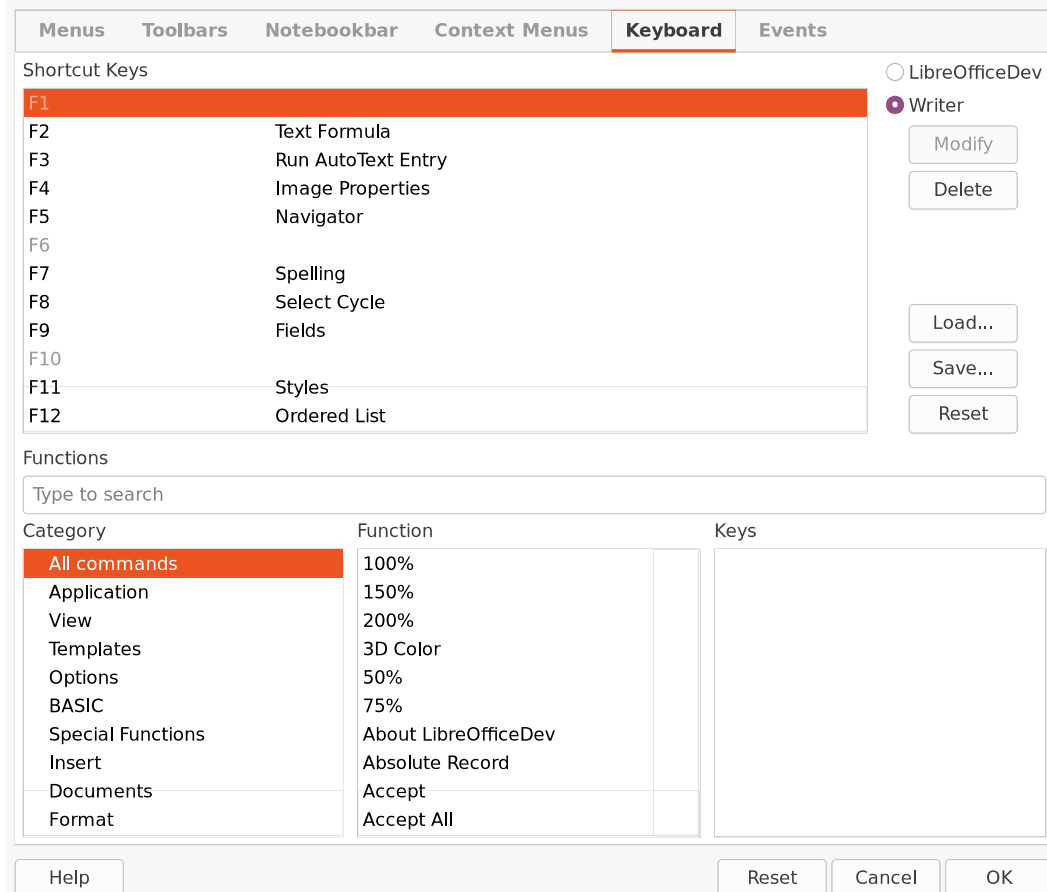 Menus Toolbars Notebookbar Context Menus Keyboard Events
Shortcut Keys
LibreOfficeDev
Writer
Modify
Delete
Load...
Save...
Reset
F1
F2 Text Formula
F3 Run AutoText Entry
F4 Image Properties
F5 Navigator
F6
F7 Spelling
F8 Select Cycle
F9 Fields
F10
F11 Styles
F12 Ordered List
Functions
Type to search
Category
All commands
Application
View
Templates
Options
BASIC
Special Functions
Insert
Documents
Format
Function
100%
150%
200%
3D Color
50%
75%
About LibreOfficeDev
Absolute Record
Accept
Accept All
Keys
Help Reset Cancel OK